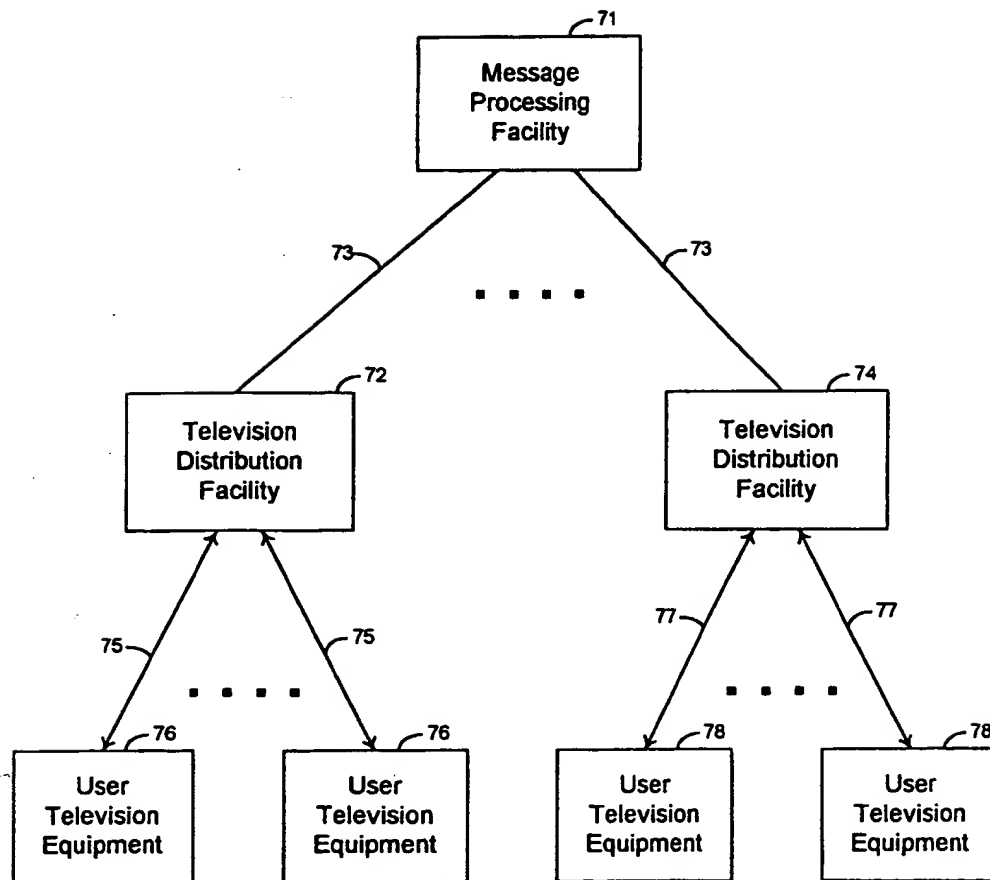 71
Message
Processing
Facility
73
73
72
74
Television
Distribution
Facility
Television
Distribution
Facility
75
75
77
77
76
76
78
78
User
Television
Equipment
User
Television
Equipment
User
Television
Equipment
User
Television
Equipment